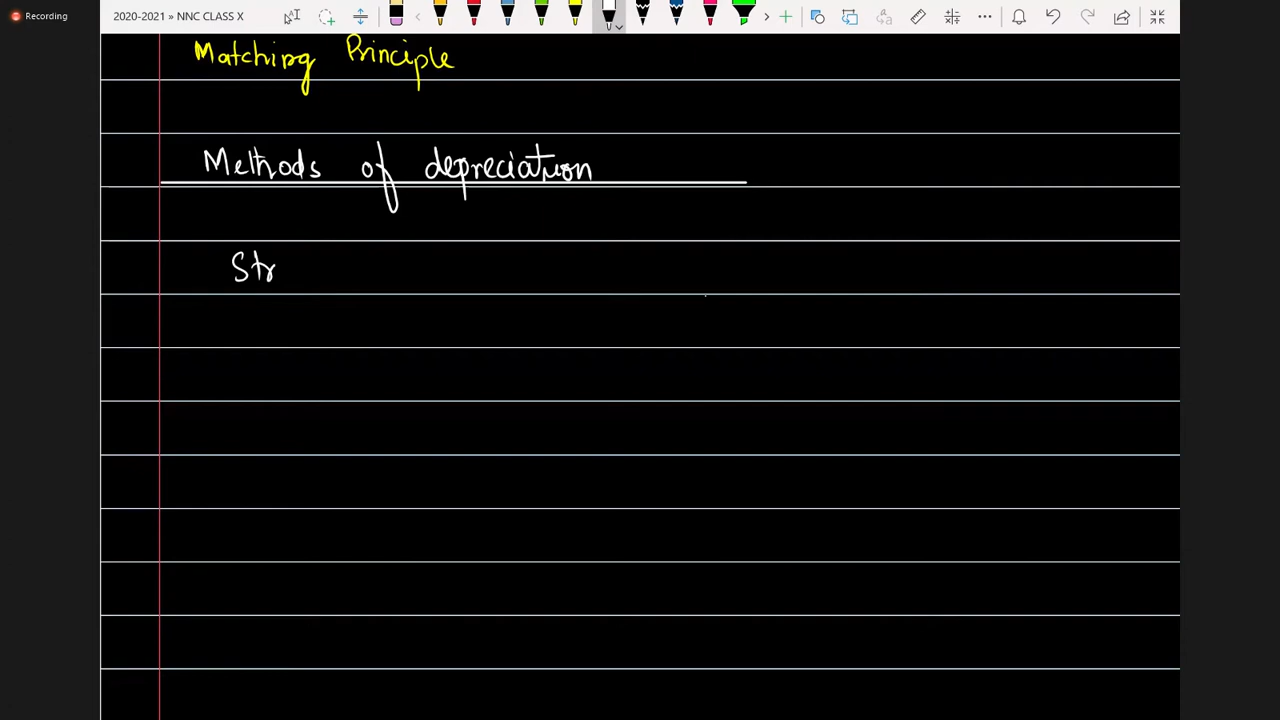 Recording
2020-2021 » NNC CLASS X
Matching Principle
Methods of depreciation
Str